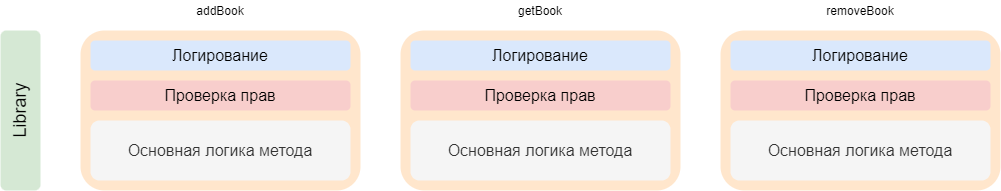 addBook
getBook
removeBook
Library
Логирование
Логирование
Логирование
Проверка прав
Проверка прав
Проверка прав
Основная логика метода
Основная логика метода
Основная логика метода